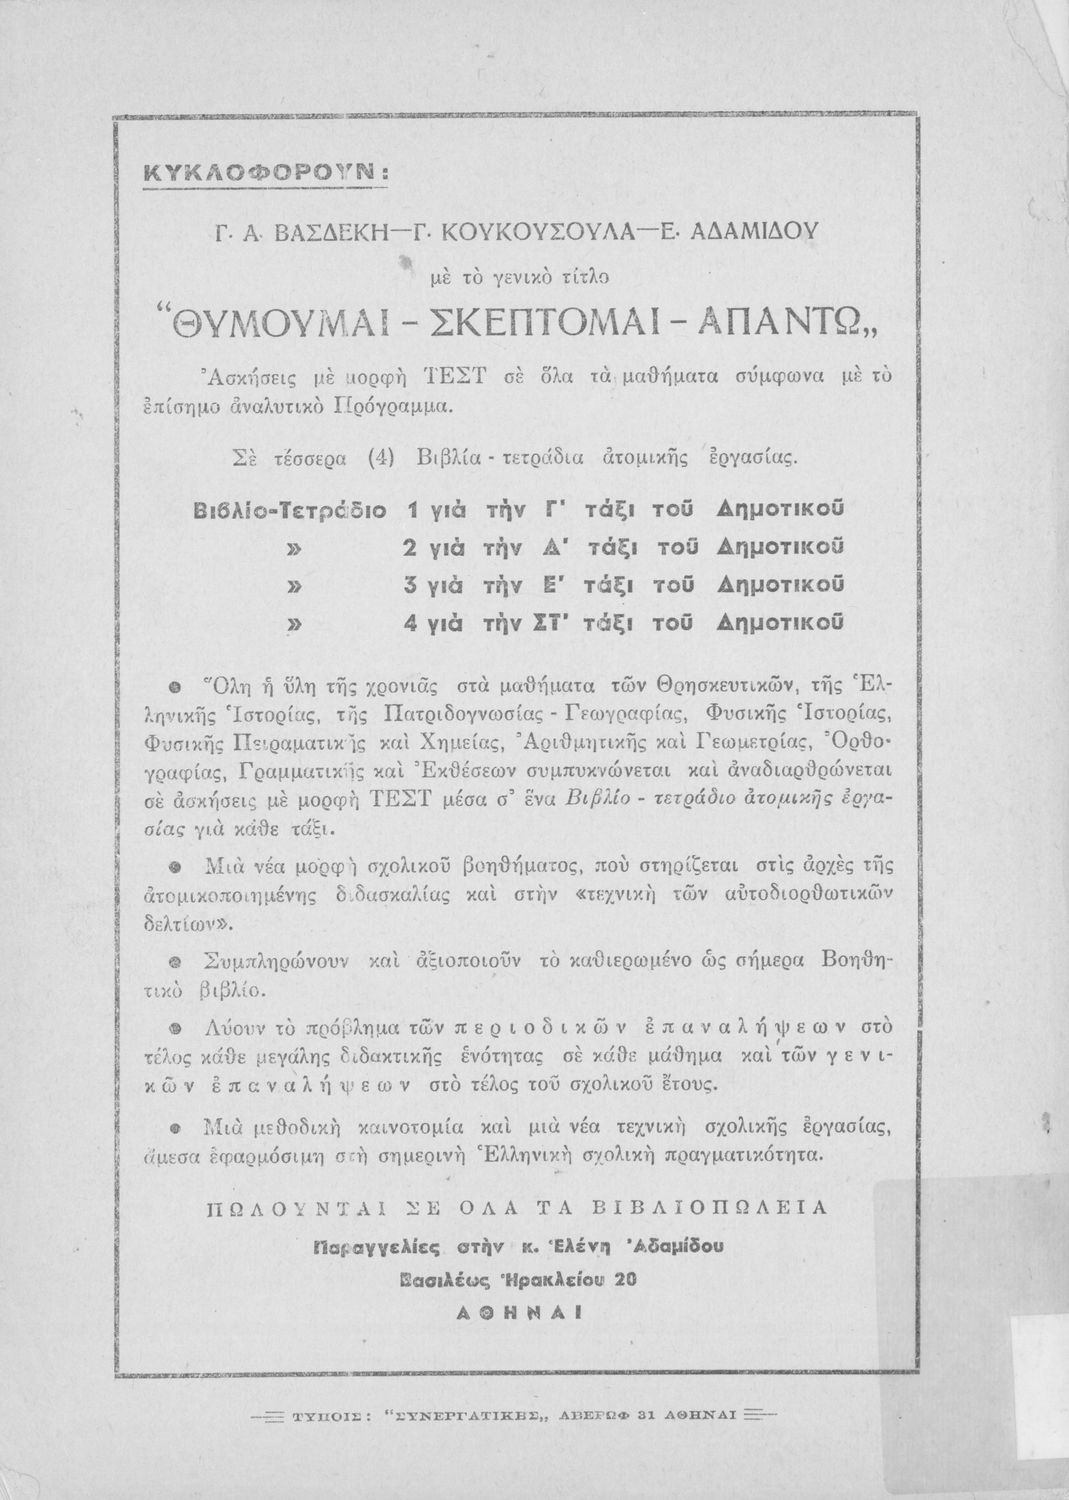 ΚΥΚΛΟΦΟΡΟΥΝ:
Γ. Α. ΒΑΣΔΕΚΗ—Γ. ΚΟΥΚΟΥΣΟΥΛΑ—Ε. ΑΔΑΜΙΔΟΥ
μὲ τὸ γενικὸ τίτλο
“ΘΥΜΟΥΜΑΙ - ΣΚΕΠΤΟΜΑΙ - ΑΠΑΝΤΩ„
Ἀσκήσεις μὲ μορφὴ ΤΕΣΤ σὲ ὅλα τὰ μαθήματα σύμφωνα μὲ τὸ
ἐπίσημο ἀναλυτικὸ Πρόγραμμα.
Σὲ τέσσερα (4) Βιβλία - τετράδια ἀτομικῆς ἐργασίας.
Βιβλίο-Τετράδιο 1 γιὰ τὴν Γ' τάξι τοῦ Δημοτικοῦ
» 2 γιὰ τὴν Δ' τάξι τοῦ Δημοτικοῦ
» 3 γιὰ τὴν Ε' τάξι τοῦ Δημοτικοῦ
» 4 γιὰ τὴν ΣΤ' τάξι τοῦ Δημοτικοῦ
● Ὅλη ἡ ὕλη τῆς χρονιᾶς στὰ μαθήματα τῶν Θρησκευτικῶν, τῆς Ἑλ-
ληνικῆς Ἱστορίας, τῆς Πατριδογνωσίας - Γεωγραφίας, Φυσικῆς Ἱστορίας,
Φυσικῆς Πειραματικῆς καὶ Χημείας, Ἀριθμητικῆς καὶ Γεωμετρίας, Ὀρθο-
γραφίας, Γραμματικῆς καὶ Ἐκθέσεων συμπυκνώνεται καὶ ἀναδιαρθρώνεται
σὲ ἀσκήσεις μὲ μορφὴ ΤΕΣΤ μέσα σ' ἕνα Βιβλίο - τετράδιο ἀτομικῆς ἐργα-
σίας γιὰ κάθε τάξι.
● Μιὰ νέα μορφὴ σχολικοῦ βοηθήματος, ποὺ στηρίζεται στὶς ἀρχὲς τῆς
ἀτομικοποιημένης διδασκαλίας καὶ στὴν «τεχνικὴ τῶν αὐτοδιορθωτικῶν
δελτίων».
● Συμπληρώνουν καὶ ἀξιοποιοῦν τὸ καθιερωμένο ὡς σήμερα Βοηθη-
τικὸ βιβλίο.
● Λύουν τὸ πρόβλημα τῶν περιοδικῶν ἐπαναλήψεων στὸ
τέλος κάθε μεγάλης διδακτικῆς ἑνότητας σὲ κάθε μάθημα καὶ τῶν γενι-
κῶν ἐπαναλήψεων στὸ τέλος τοῦ σχολικοῦ ἔτους.
● Μιὰ μεθοδικὴ καινοτομία καὶ μιὰ νέα τεχνικὴ σχολικῆς ἐργασίας,
ἄμεσα ἐφαρμόσιμη στὴ σημερινὴ Ἑλληνικὴ σχολικὴ πραγματικότητα.
ΠΩΛΟΥΝΤΑΙ ΣΕ ΟΛΑ ΤΑ ΒΙΒΛΙΟΠΩΛΕΙΑ
Παραγγελίες στὴν κ. Ἑλένη Ἀδαμίδου
Βασιλέως Ἡρακλείου 20
ΑΘΗΝΑΙ
ΤΥΠΟΙΣ: “ΣΥΝΕΡΓΑΤΙΚΗΣ„ ΑΒΕΡΩΦ 31 ΑΘΗΝΑΙ